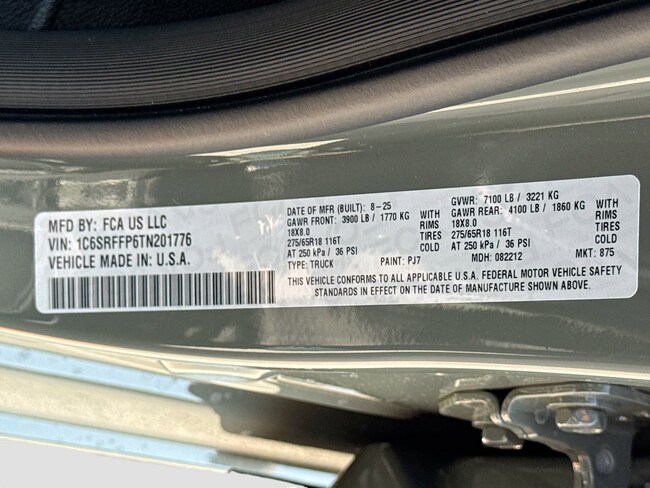 MFD BY: FCA US LLC
VIN: 1C6SRFFP6TN201776
VEHICLE MADE IN: U.S.A.
DATE OF MFR (BUILT): 8-25
GAWR FRONT: 3900 LB / 1770 KG WITH
18X8.0 RIMS
275/65R18 116T TIRES
AT 250 kPa / 36 PSI COLD
TYPE: TRUCK PAINT: PJ7
GVWR: 7100 LB / 3221 KG
GAWR REAR: 4100 LB / 1860 KG WITH
18X8.0 RIMS
275/65R18 116T TIRES
AT 250 kPa / 36 PSI COLD
MDH: 082212 MKT: 875
THIS VEHICLE CONFORMS TO ALL APPLICABLE U.S.A. FEDERAL MOTOR VEHICLE SAFETY
STANDARDS IN EFFECT ON THE DATE OF MANUFACTURE SHOWN ABOVE.